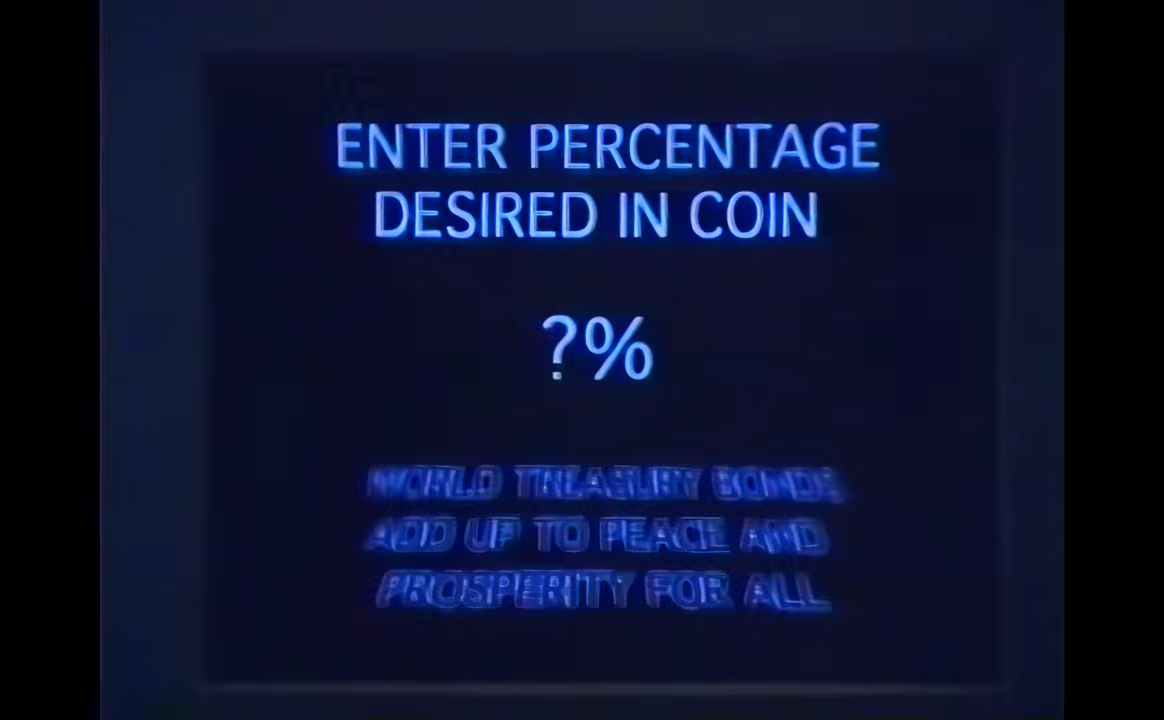 ENTER PERCENTAGE
DESIRED IN COIN
?%
WORLD TREASURY BONDS
ADD UP TO PEACE AND
PROSPERITY FOR ALL